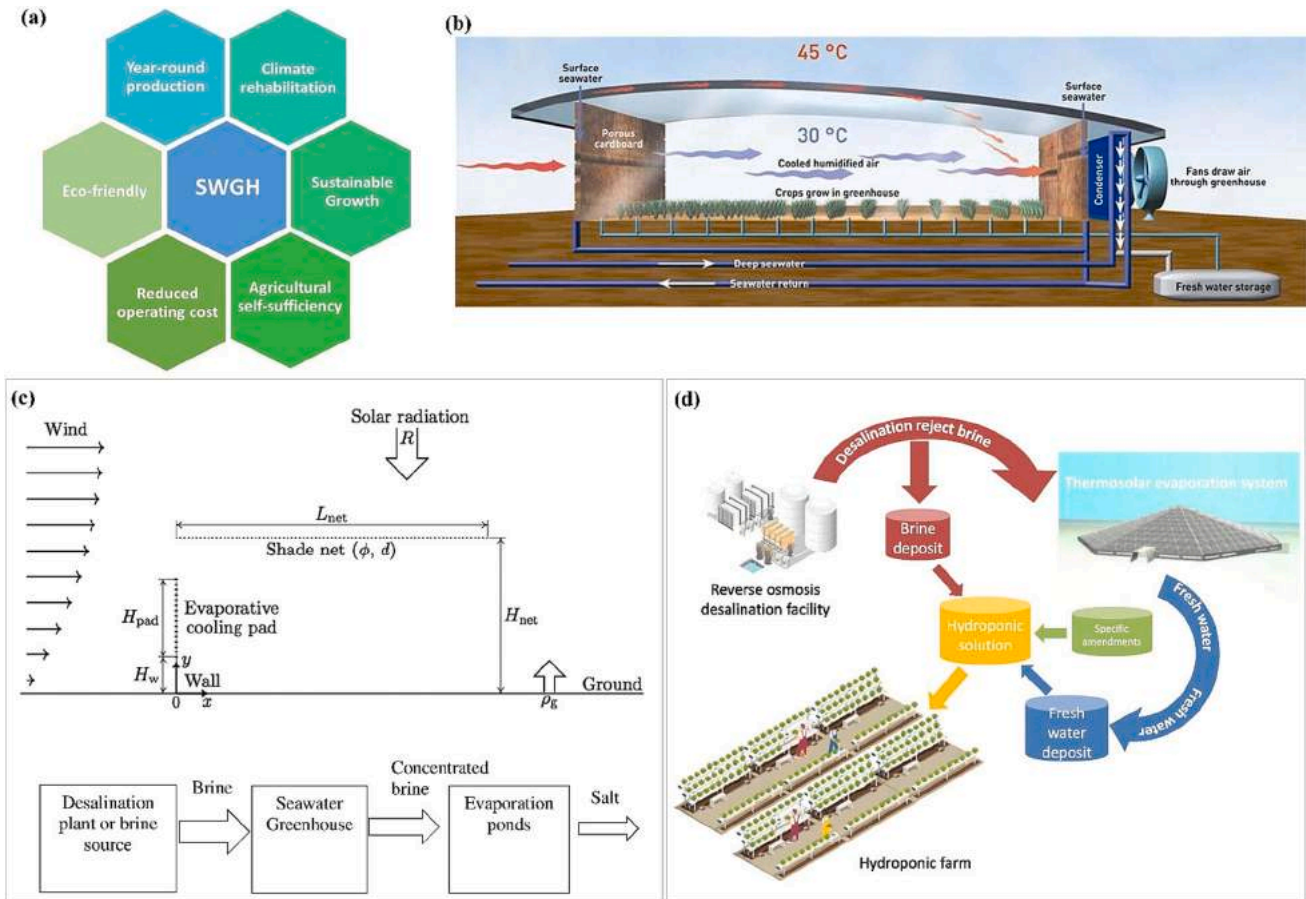 (a)
Year-round
production
Climate
rehabilitation
Eco-friendly
SWGH
Sustainable
Growth
Reduced
operating cost
Agricultural
self-sufficiency
(b)
45 °C
Surface
seawater
Surface
seawater
Porous
cardboard
30 °C
Cooled humidified air
Crops grow in greenhouse
Condenser
Fans draw air
through greenhouse
Deep seawater
Seawater return
Fresh water storage
(c)
Wind
Solar radiation
R
L_net
Shade net (ϕ, d)
H_pad
Evaporative
cooling pad
H_net
H_w
y
Wall
0
x
ρ_g
Ground
Desalination
plant or brine
source
Brine
Seawater
Greenhouse
Concentrated
brine
Evaporation
ponds
Salt
(d)
Desalination reject brine
Thermosolar evaporation system
Brine
deposit
Reverse osmosis
desalination facility
Hydroponic
solution
Specific
amendments
Fresh water
Fresh water
Fresh
water
deposit
Hydroponic farm